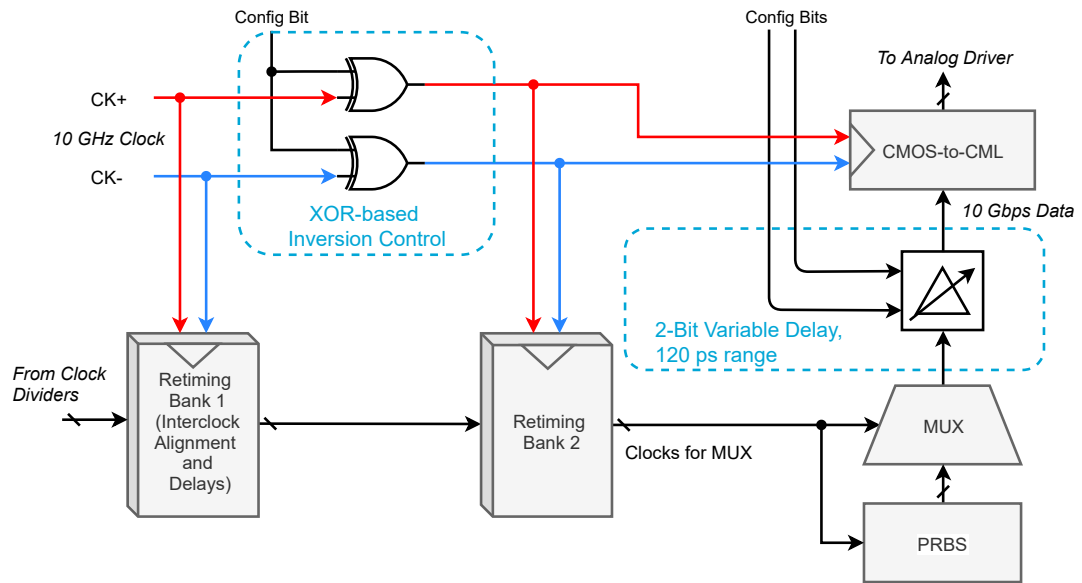 Config Bit
Config Bits
To Analog Driver
CK+
10 GHz Clock
CK-
CMOS-to-CML
XOR-based
Inversion Control
10 Gbps Data
2-Bit Variable Delay,
120 ps range
From Clock
Dividers
Retiming
Bank 1
(Interclock
Alignment
and
Delays)
Retiming
Bank 2
Clocks for MUX
MUX
PRBS